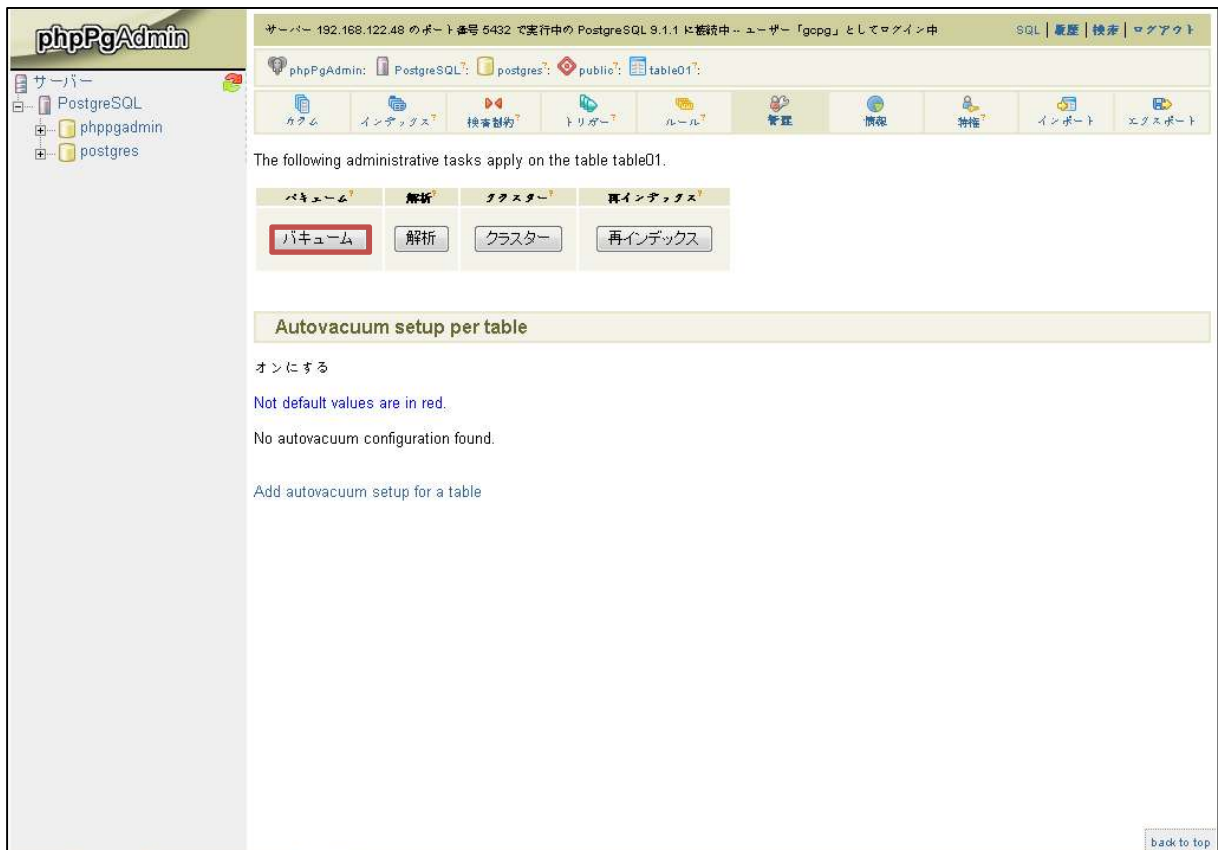 phpPgAdmin
サーバー 192.168.122.48 のポート番号 5432 で実行中の PostgreSQL 9.1.1 に接続中 -- ユーザー「gopg」としてログイン中
SQL | 履歴 | 検索 | ログアウト
サーバー
PostgreSQL
phppgadmin
postgres
phpPgAdmin: PostgreSQL?: postgres?: public?: table01?:
カラム インデックス? 検査制約? トリガー? ルール? 管理 情報 特権? インポート エクスポート
The following administrative tasks apply on the table table01.
バキューム? 解析? クラスター? 再インデックス?
バキューム 解析 クラスター 再インデックス
Autovacuum setup per table
オンにする
Not default values are in red.
No autovacuum configuration found.
Add autovacuum setup for a table
back to top